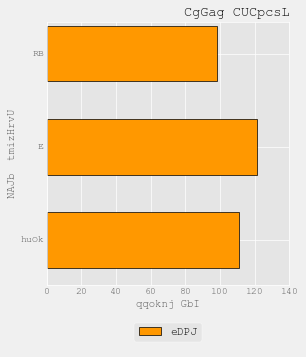 CgGag CUCpcsL
NAJb tmizHrvU
RB
E
huOk
0 20 40 60 80 100 120 140
qqoknj GbI
eDPJ